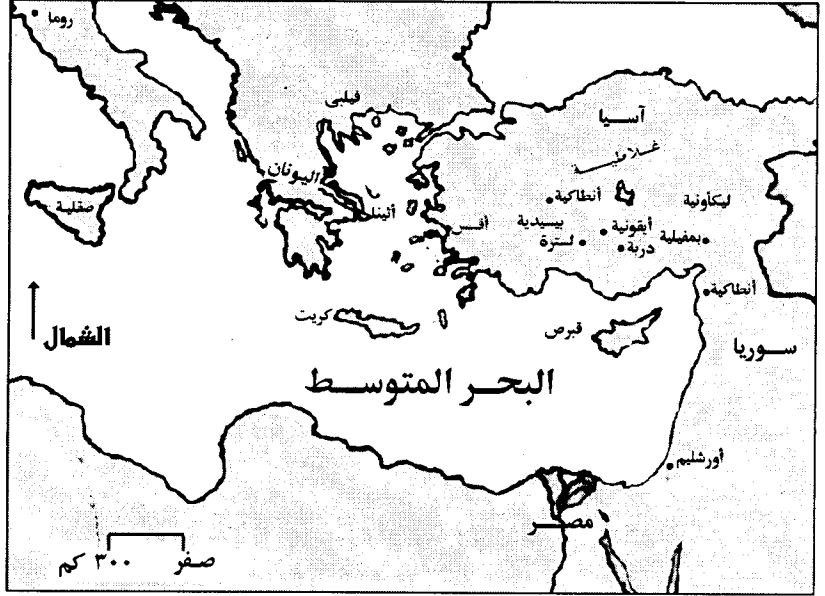 روما
فيلبي
آسيا
غلاطية
اليونان
صقلية
أثينا
أنطاكية
ليكأونية
بيسيدية
أيقونية
أفس
لسترة
دربة
بمفيلية
أنطاكية
كريت
قبرص
الشمال
سوريا
البحر المتوسط
أورشليم
مصر
صفر ٣٠٠ كم